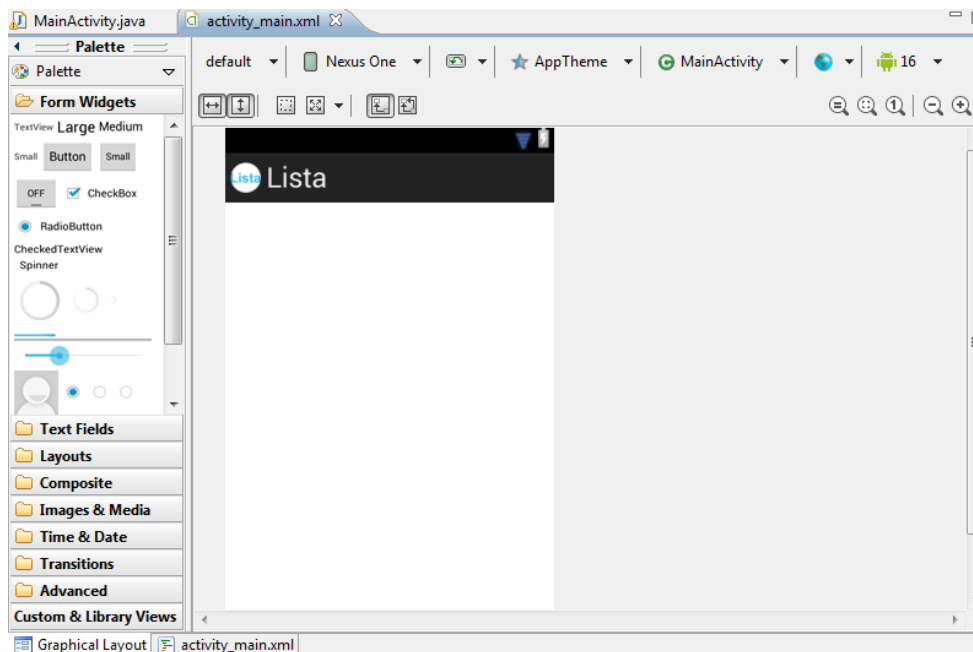 MainActivity.java
activity_main.xml
Palette
Palette
default
Nexus One
AppTheme
MainActivity
16
Form Widgets
TextView Large Medium
Small Button Small
OFF CheckBox
RadioButton
CheckedTextView
Spinner
Text Fields
Layouts
Composite
Images & Media
Time & Date
Transitions
Advanced
Custom & Library Views
1
Lista Lista
Graphical Layout
activity_main.xml